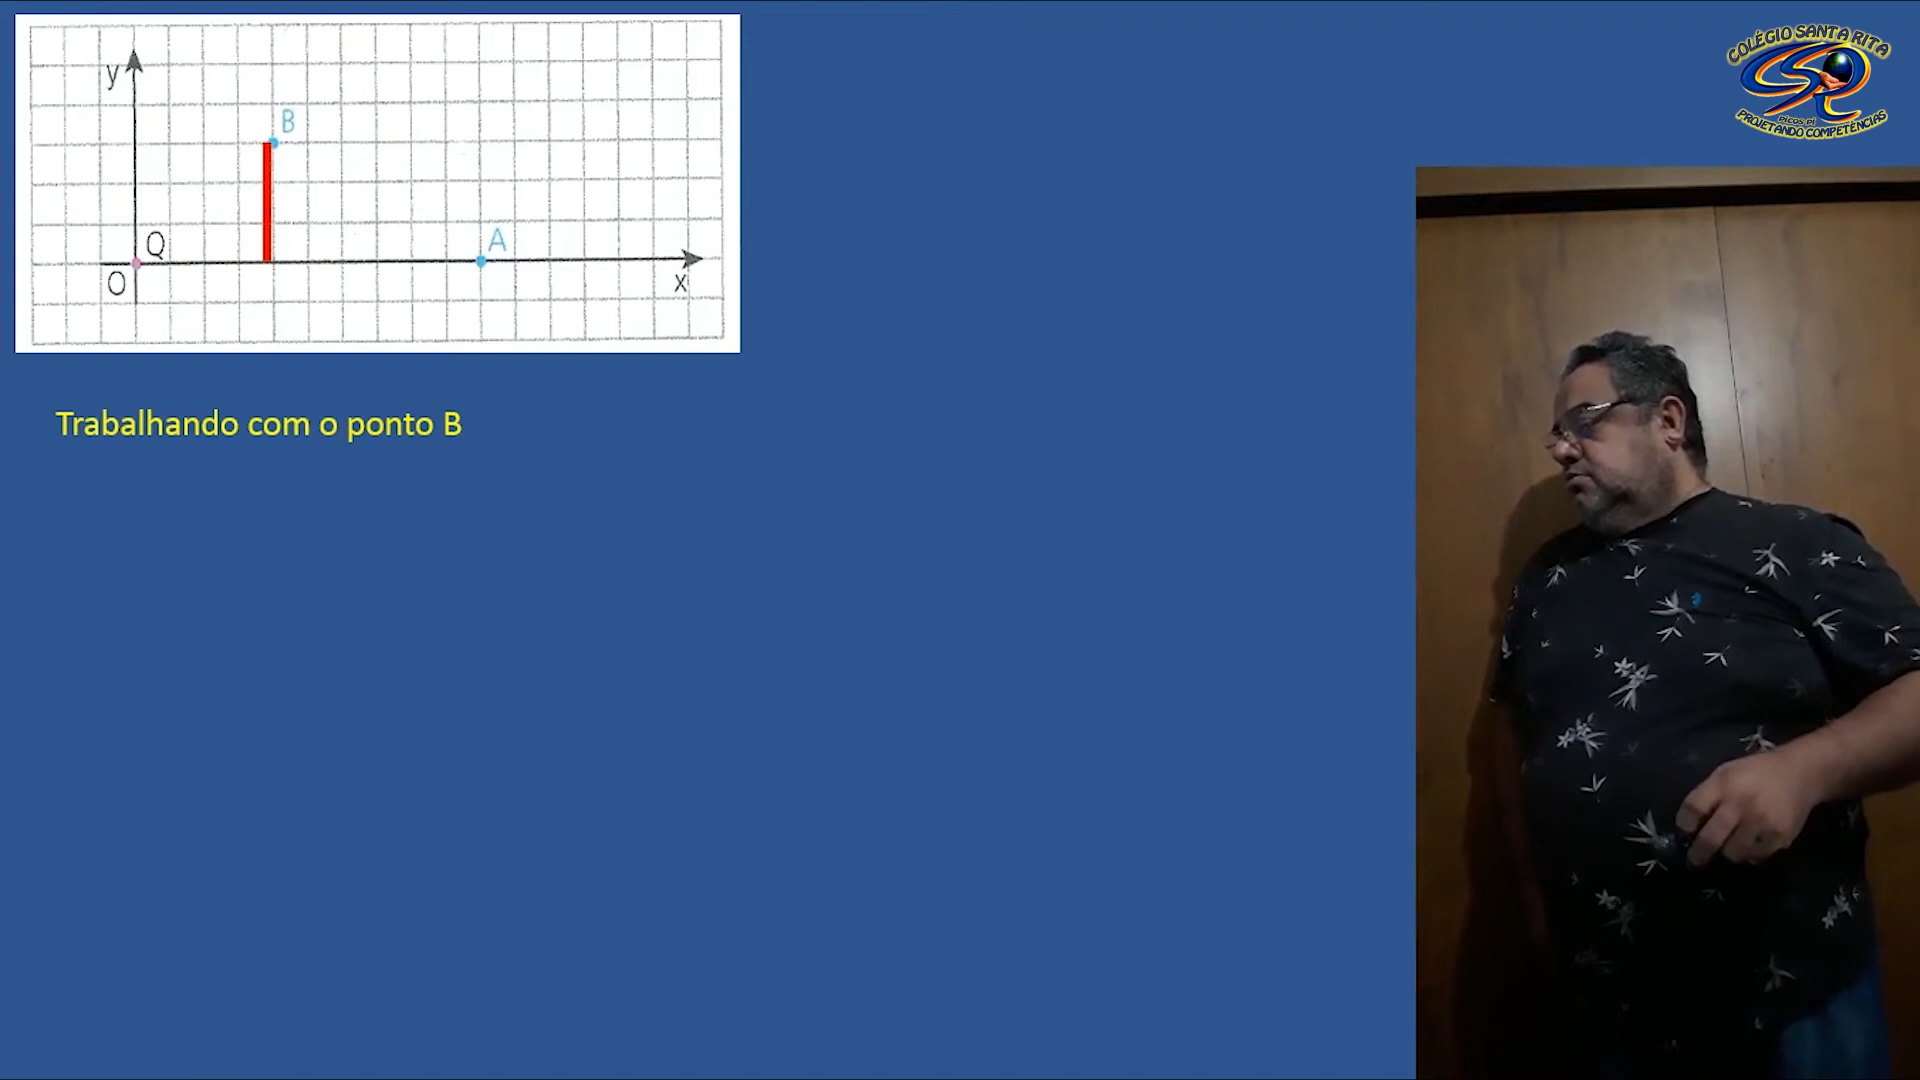 COLÉGIO SANTA RITA
PICOS PI
PROJETANDO COMPETÊNCIAS
y
B
Q
A
O
x
Trabalhando com o ponto B